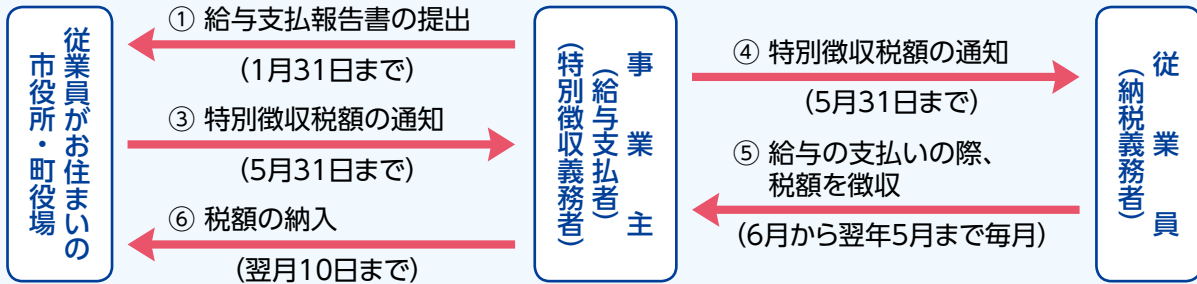 従業員がお住まいの
市役所・町役場
① 給与支払報告書の提出
(1月31日まで)
③ 特別徴収税額の通知
(5月31日まで)
⑥ 税額の納入
(翌月10日まで)
事業主
(給与支払者)
(特別徴収義務者)
④ 特別徴収税額の通知
(5月31日まで)
⑤ 給与の支払いの際、
税額を徴収
(6月から翌年5月まで毎月)
従業員
(納税義務者)